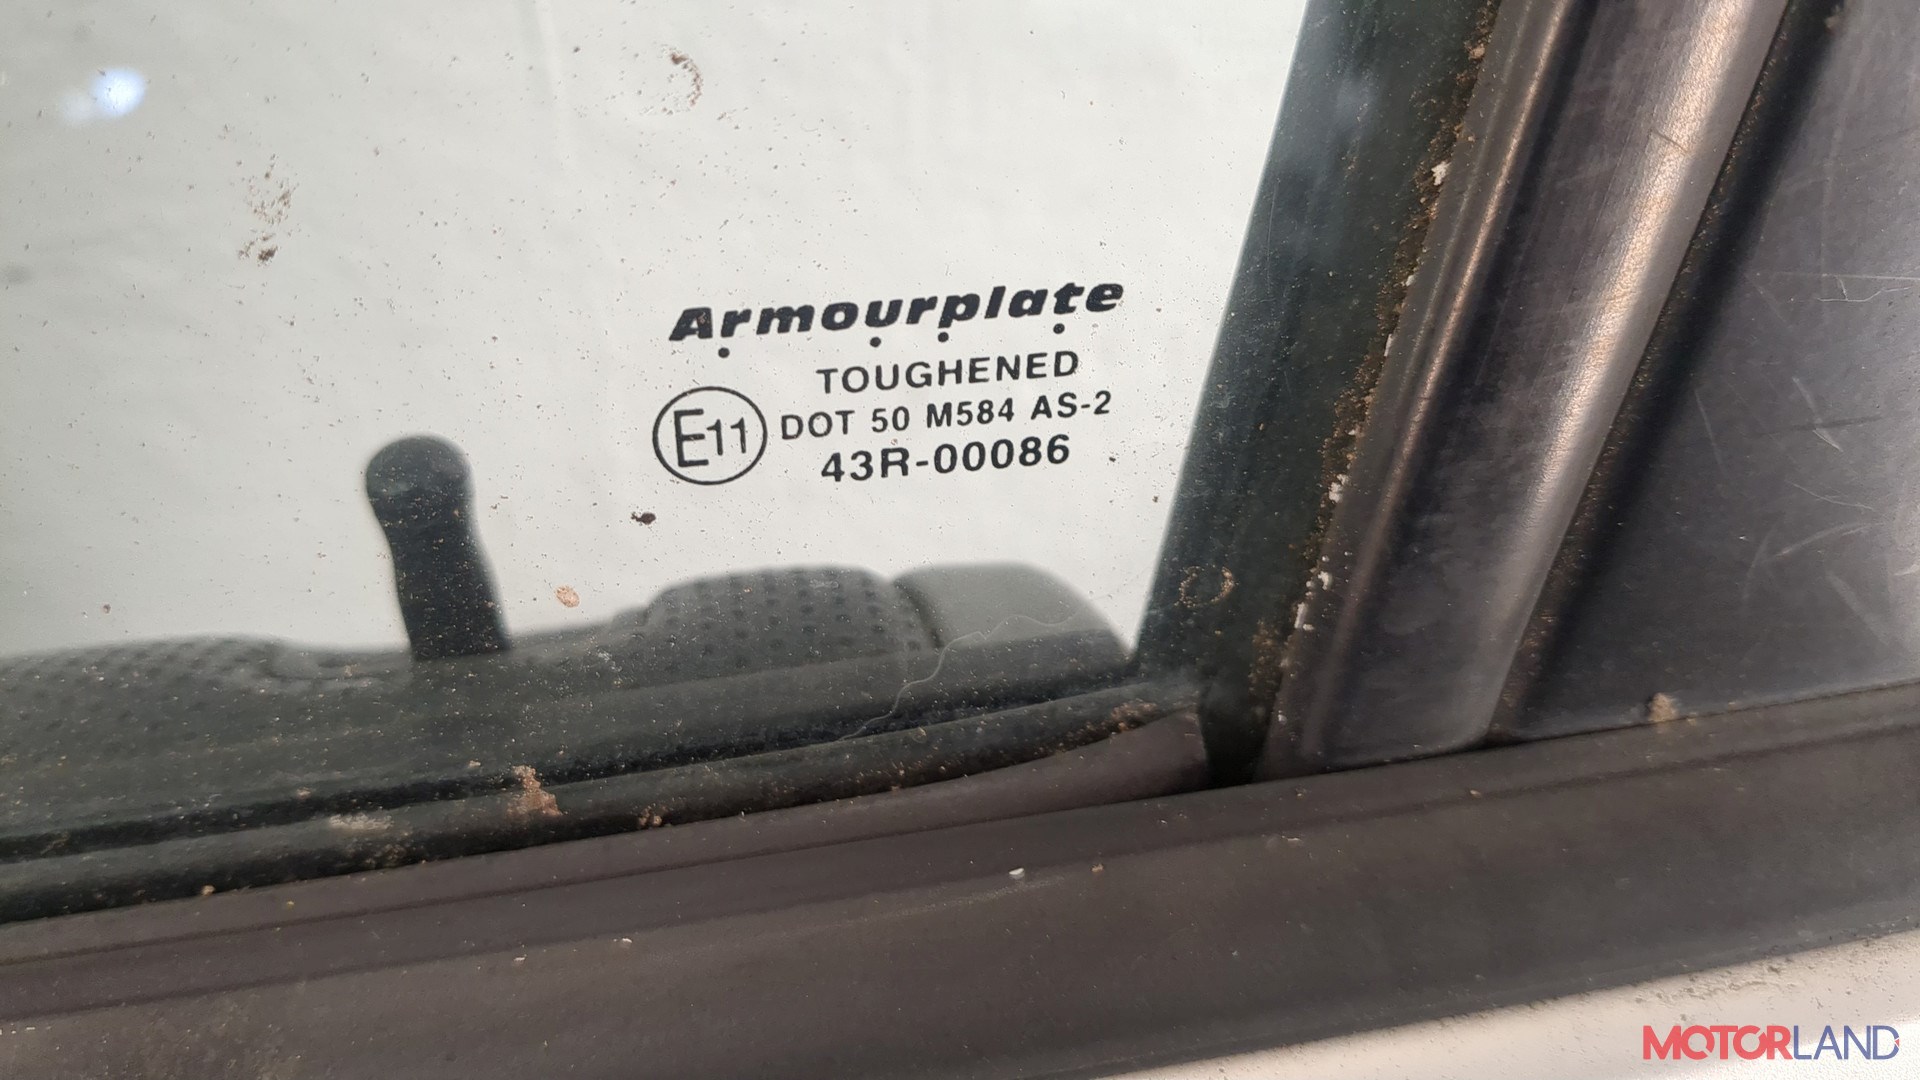 Armourplate
TOUGHENED
E11
DOT 50 M584 AS-2
43R-00086
MOTORLAND